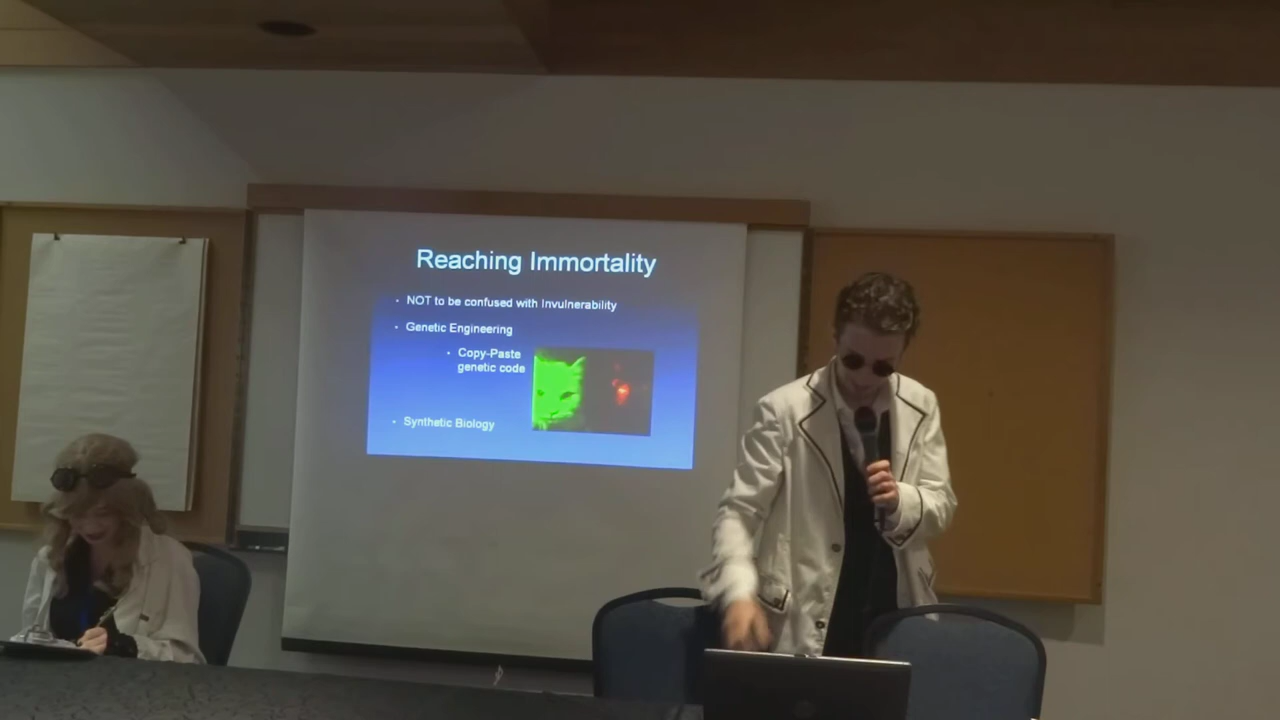 Reaching Immortality
· NOT to be confused with Invulnerability
· Genetic Engineering
· Copy-Paste
genetic code
· Synthetic Biology